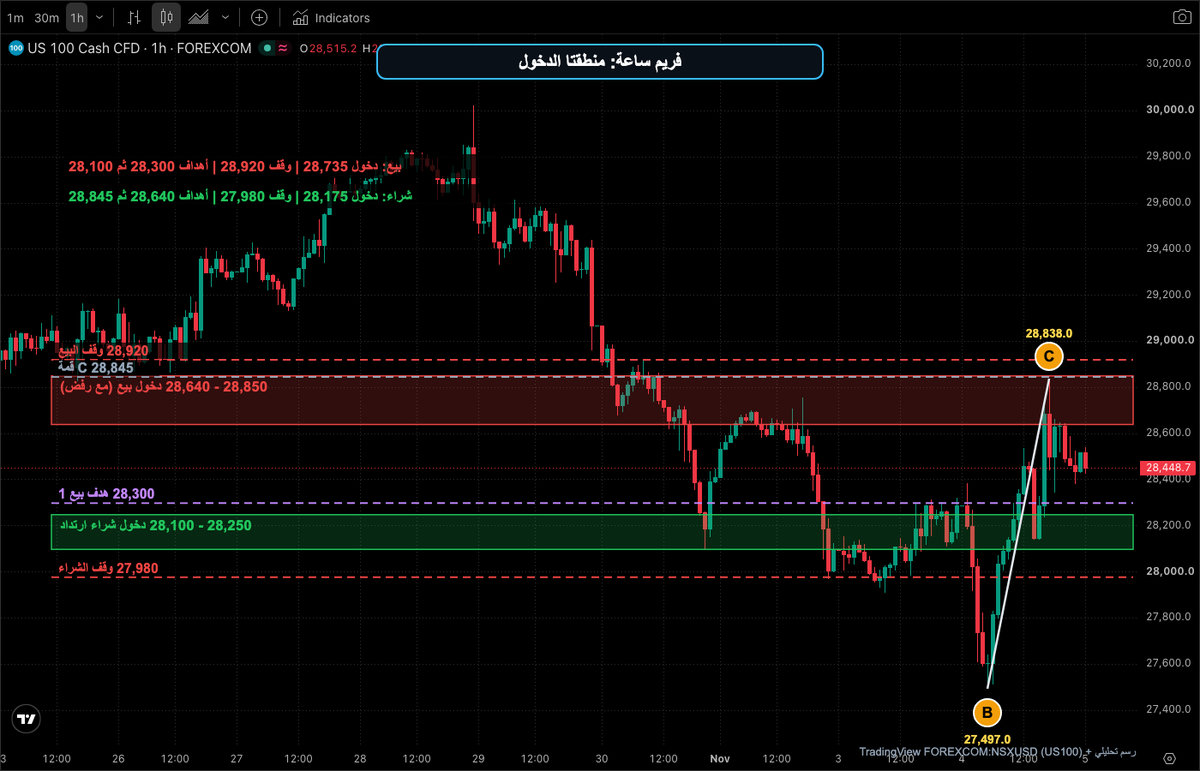 1m 30m 1h Indicators
100 US 100 Cash CFD · 1h · FOREXCOM O28,515.2 H2
فريم ساعة: منطقتا الدخول
بيع: دخول 28,735 | وقف 28,920 | أهداف 28,300 ثم 28,100
شراء: دخول 28,175 | وقف 27,980 | أهداف 28,640 ثم 28,845
30,200.0
30,000.0
29,800.0
29,600.0
29,400.0
29,200.0
29,000.0
28,800.0
28,600.0
28,448.7
28,400.0
28,200.0
28,000.0
27,800.0
27,600.0
27,400.0
28,838.0
C
28,920 وقف البيع
قمة C 28,845
28,640 - 28,850 دخول بيع (مع رفض)
28,300 هدف بيع 1
28,100 - 28,250 دخول شراء ارتداد
27,980 وقف الشراء
B
27,497.0
رسم تحليلي + TradingView FOREXCOM:NSXUSD (US100)
3 12:00 26 12:00 27 12:00 28 12:00 29 12:00 30 12:00 Nov 12:00 3 12:00 4 12:00 5